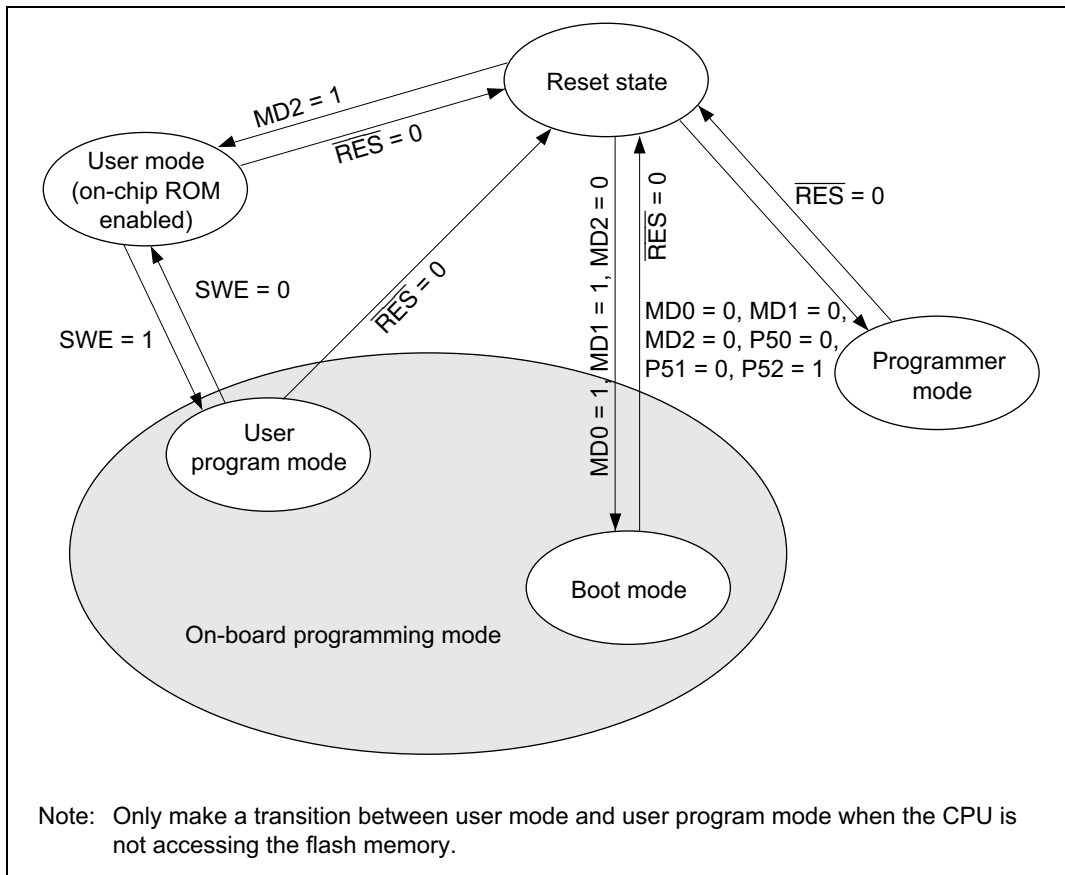 Reset state
MD2 = 1
RES = 0
User mode
(on-chip ROM
enabled)
RES = 0
SWE = 0
SWE = 1
RES = 0
MD0 = 1, MD1 = 1, MD2 = 0
RES = 0
MD0 = 0, MD1 = 0,
MD2 = 0, P50 = 0,
P51 = 0, P52 = 1
Programmer
mode
User
program mode
Boot mode
On-board programming mode
Note: Only make a transition between user mode and user program mode when the CPU is
not accessing the flash memory.